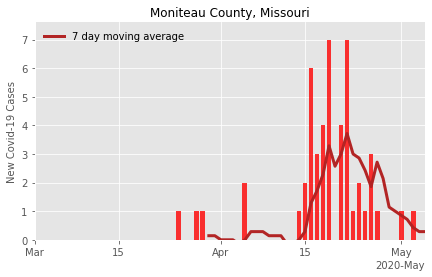 Moniteau County, Missouri
7 day moving average
New Covid-19 Cases
7
6
5
4
3
2
1
0
Mar 15 Apr 15 May
2020-May